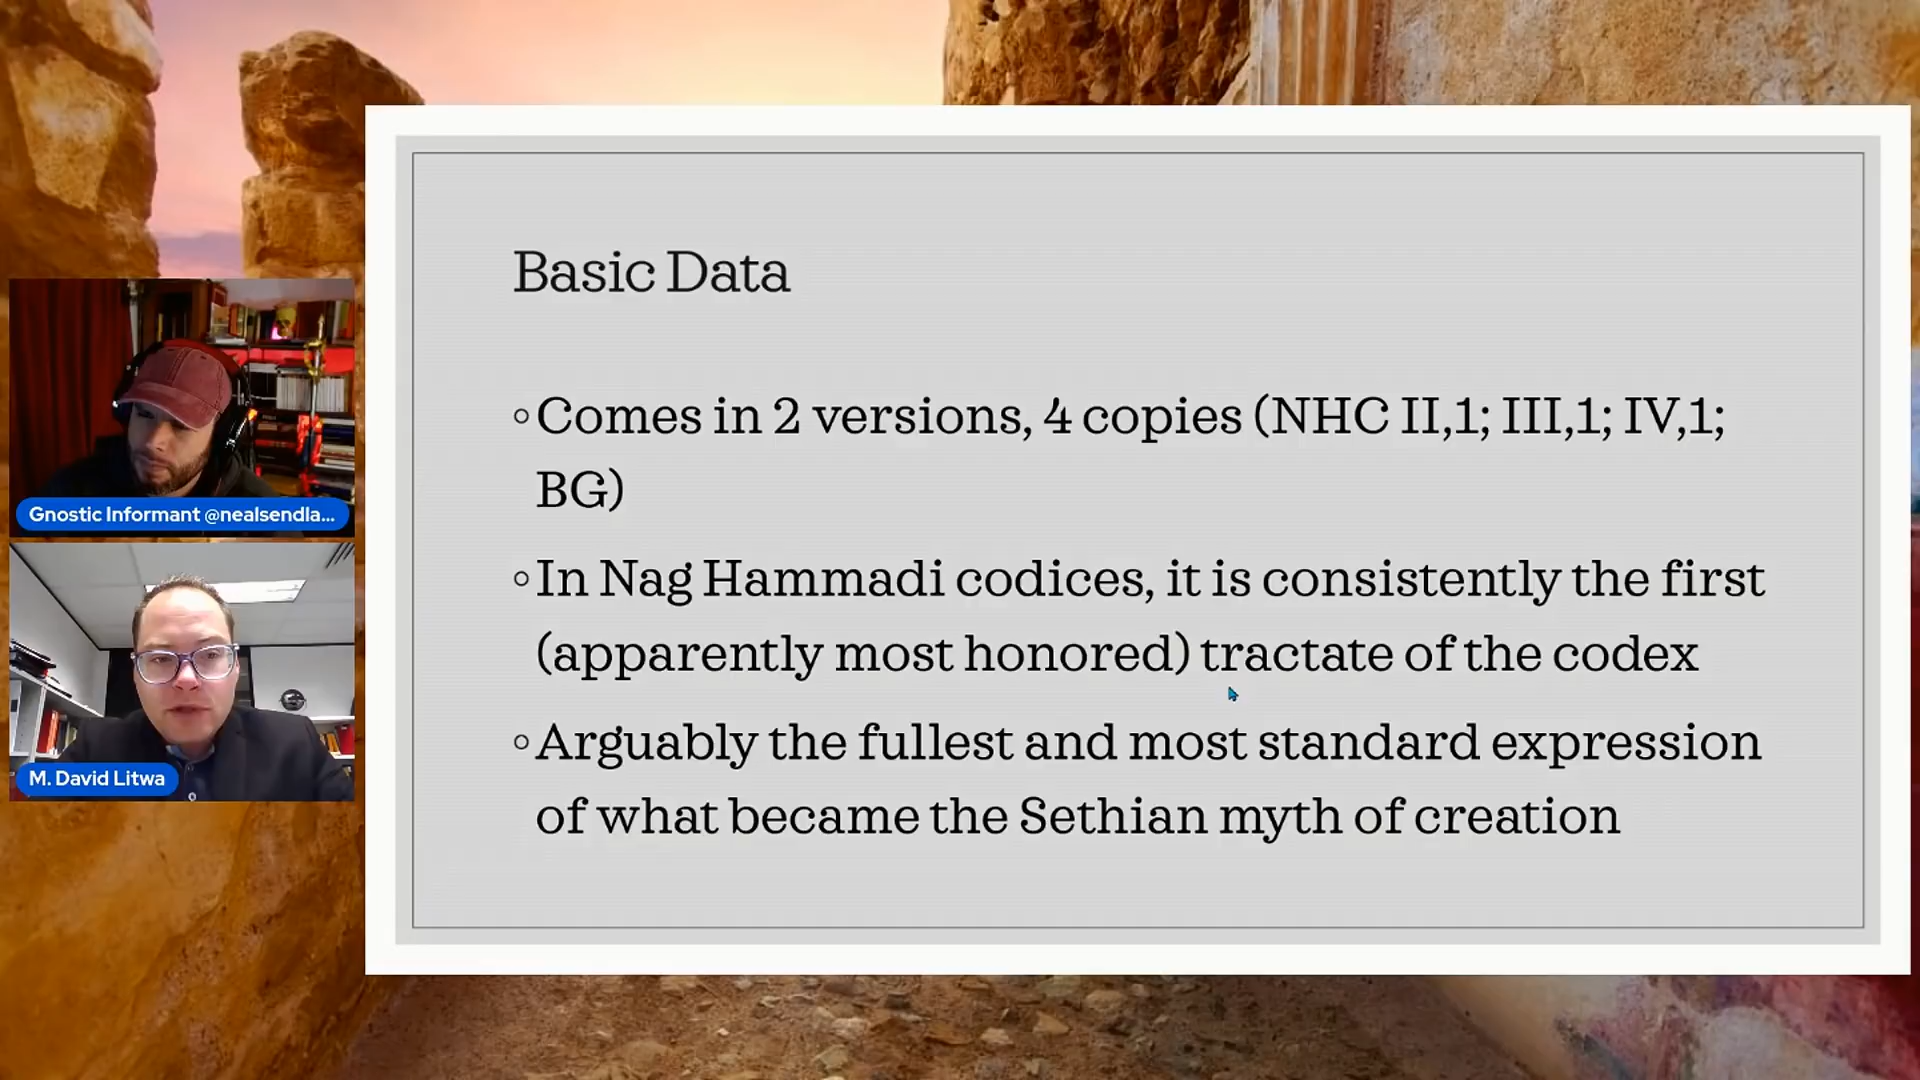 Basic Data
◦Comes in 2 versions, 4 copies (NHC II,1; III,1; IV,1;
BG)
◦In Nag Hammadi codices, it is consistently the first
(apparently most honored) tractate of the codex
◦Arguably the fullest and most standard expression
of what became the Sethian myth of creation
Gnostic Informant @nealsendla...
M. David Litwa